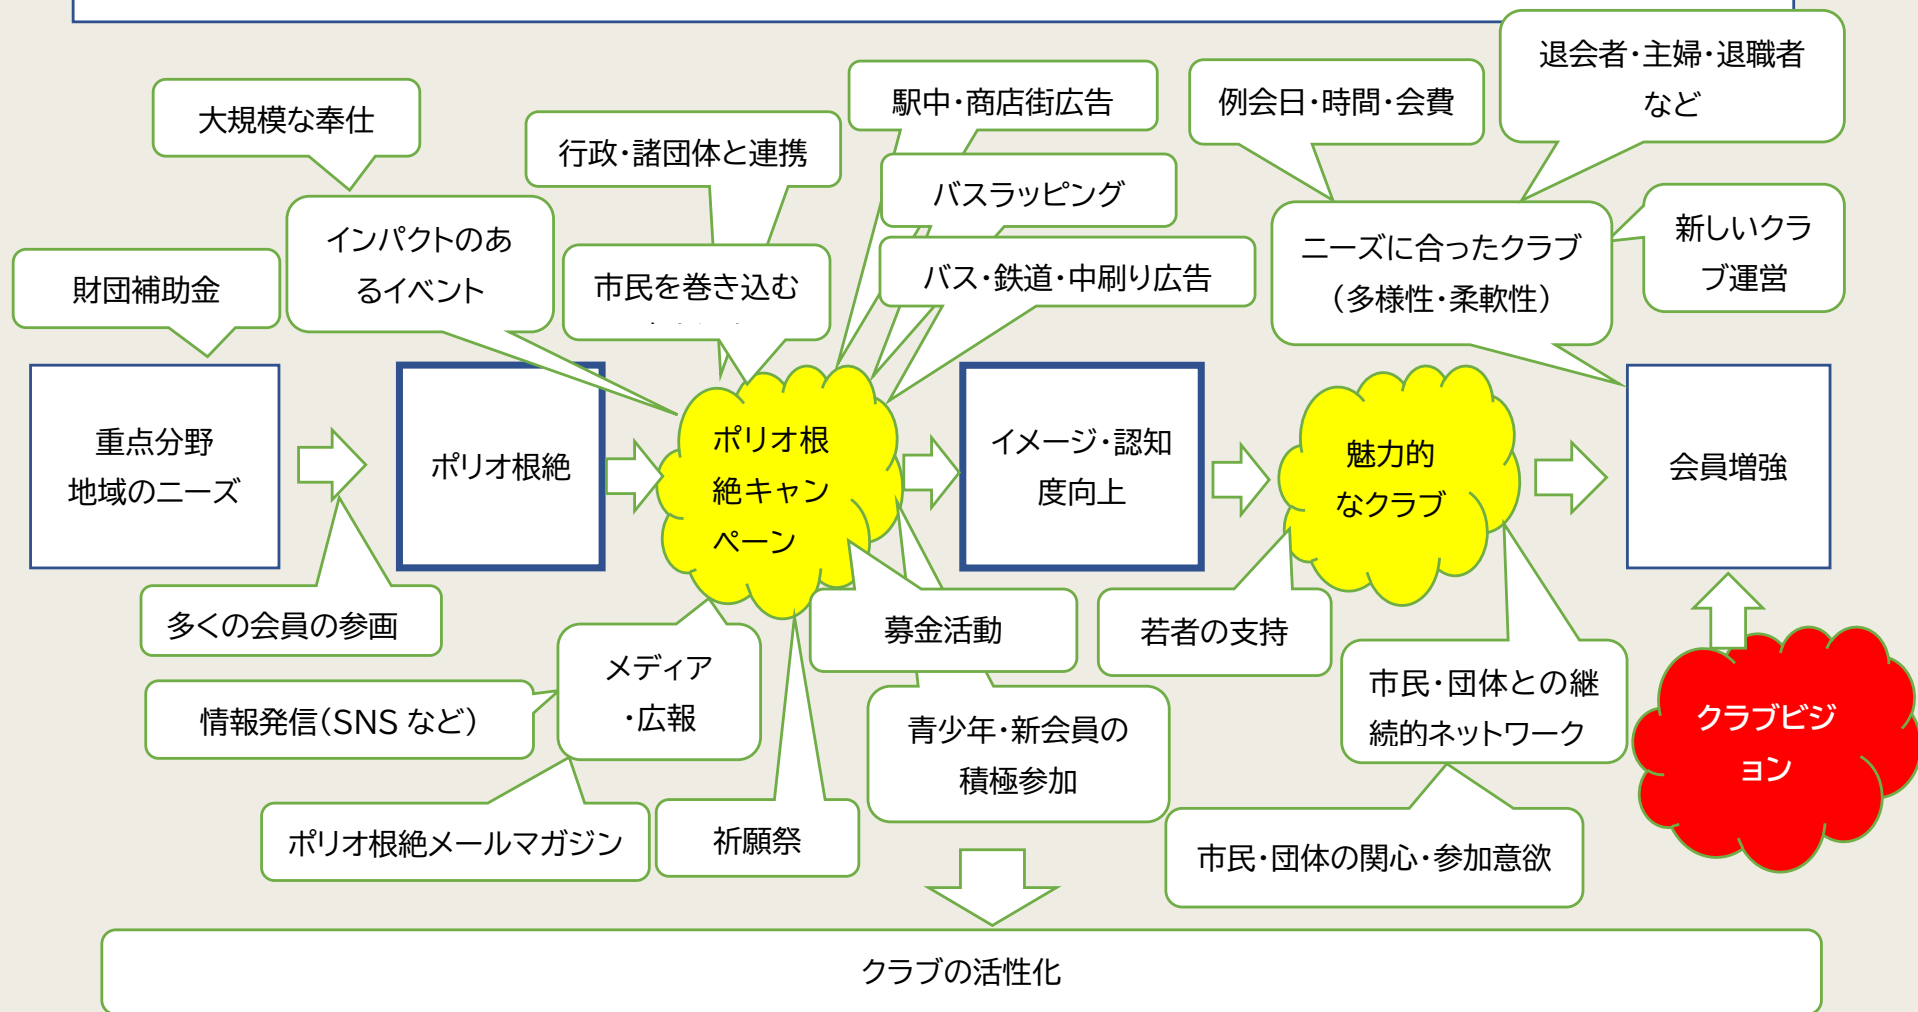 大規模な奉仕
駅中・商店街広告
例会日・時間・会費
退会者・主婦・退職者
など
行政・諸団体と連携
バスラッピング
インパクトのあ
るイベント
市民を巻き込む
バス・鉄道・中刷り広告
ニーズに合ったクラブ
（多様性・柔軟性）
新しいクラ
ブ運営
財団補助金
重点分野
地域のニーズ
ポリオ根絶
ポリオ根
絶キャン
ペーン
イメージ・認知
度向上
魅力的
なクラブ
会員増強
多くの会員の参画
メディア
・広報
募金活動
若者の支持
市民・団体との継
続的ネットワーク
クラブビジ
ョン
情報発信（SNS など）
青少年・新会員の
積極参加
ポリオ根絶メールマガジン
祈願祭
市民・団体の関心・参加意欲
クラブの活性化